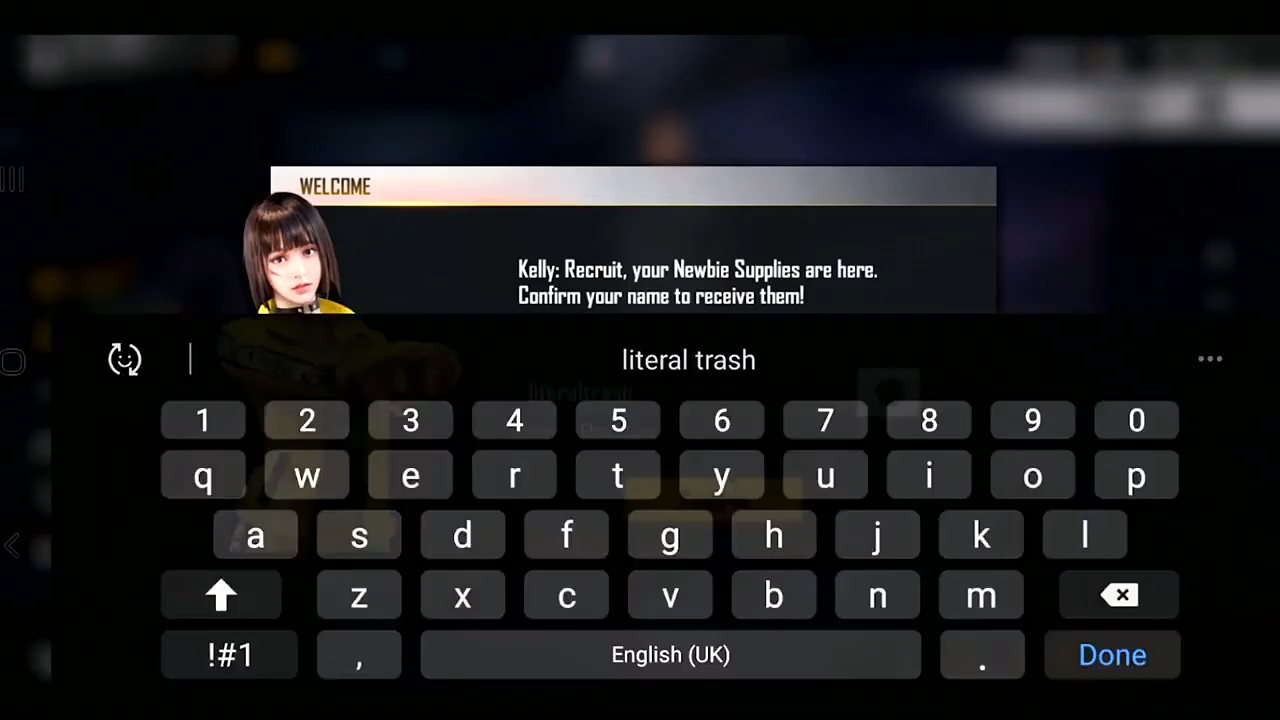 WELCOME
Kelly: Recruit, your Newbie Supplies are here.
Confirm your name to receive them!
literal trash
literaltrash
1 2 3 4 5 6 7 8 9 0
q w e r t y u i o p
a s d f g h j k l
z x c v b n m
!#1 , English (UK) . Done